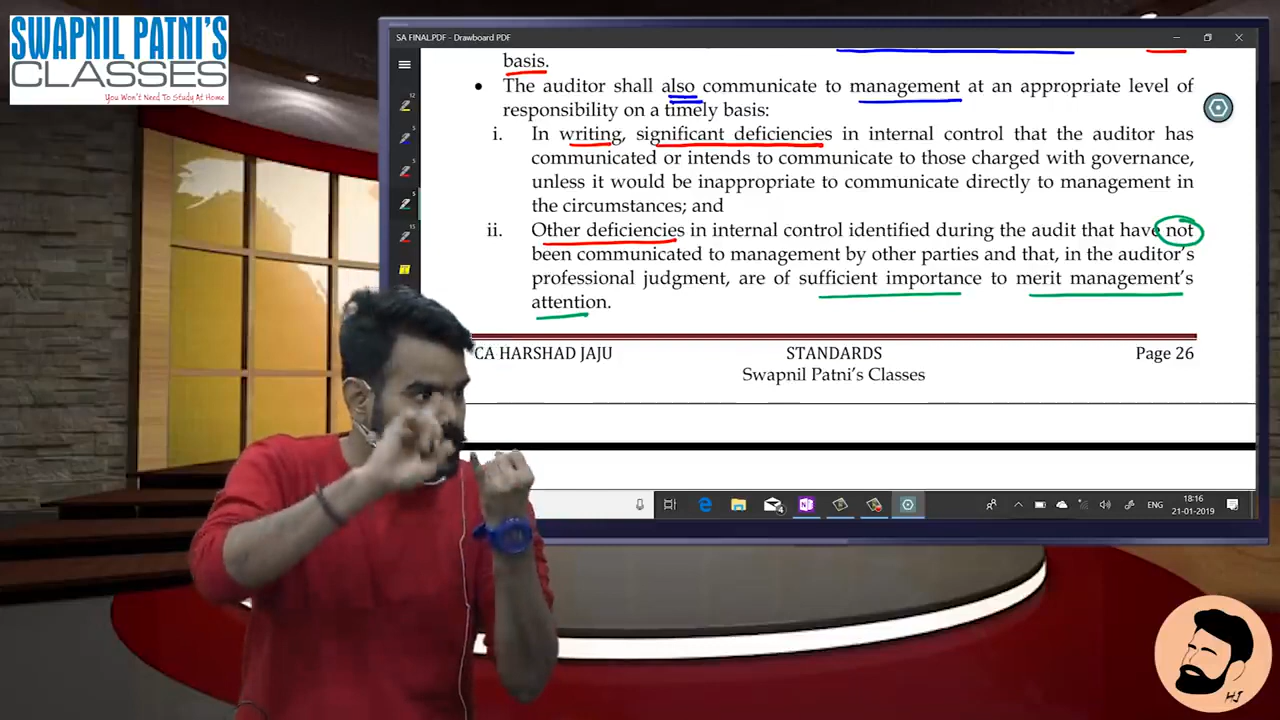 SWAPNIL PATNI'S
CLASSES
You Won't Need To Study At Home
SA FINAL.PDF - Drawboard PDF
basis.
• The auditor shall also communicate to management at an appropriate level of
responsibility on a timely basis:
i. In writing, significant deficiencies in internal control that the auditor has
communicated or intends to communicate to those charged with governance,
unless it would be inappropriate to communicate directly to management in
the circumstances; and
ii. Other deficiencies in internal control identified during the audit that have not
been communicated to management by other parties and that, in the auditor's
professional judgment, are of sufficient importance to merit management's
attention.
CA HARSHAD JAJU STANDARDS Page 26
Swapnil Patni's Classes
ENG
18:16
21-01-2019
HJ